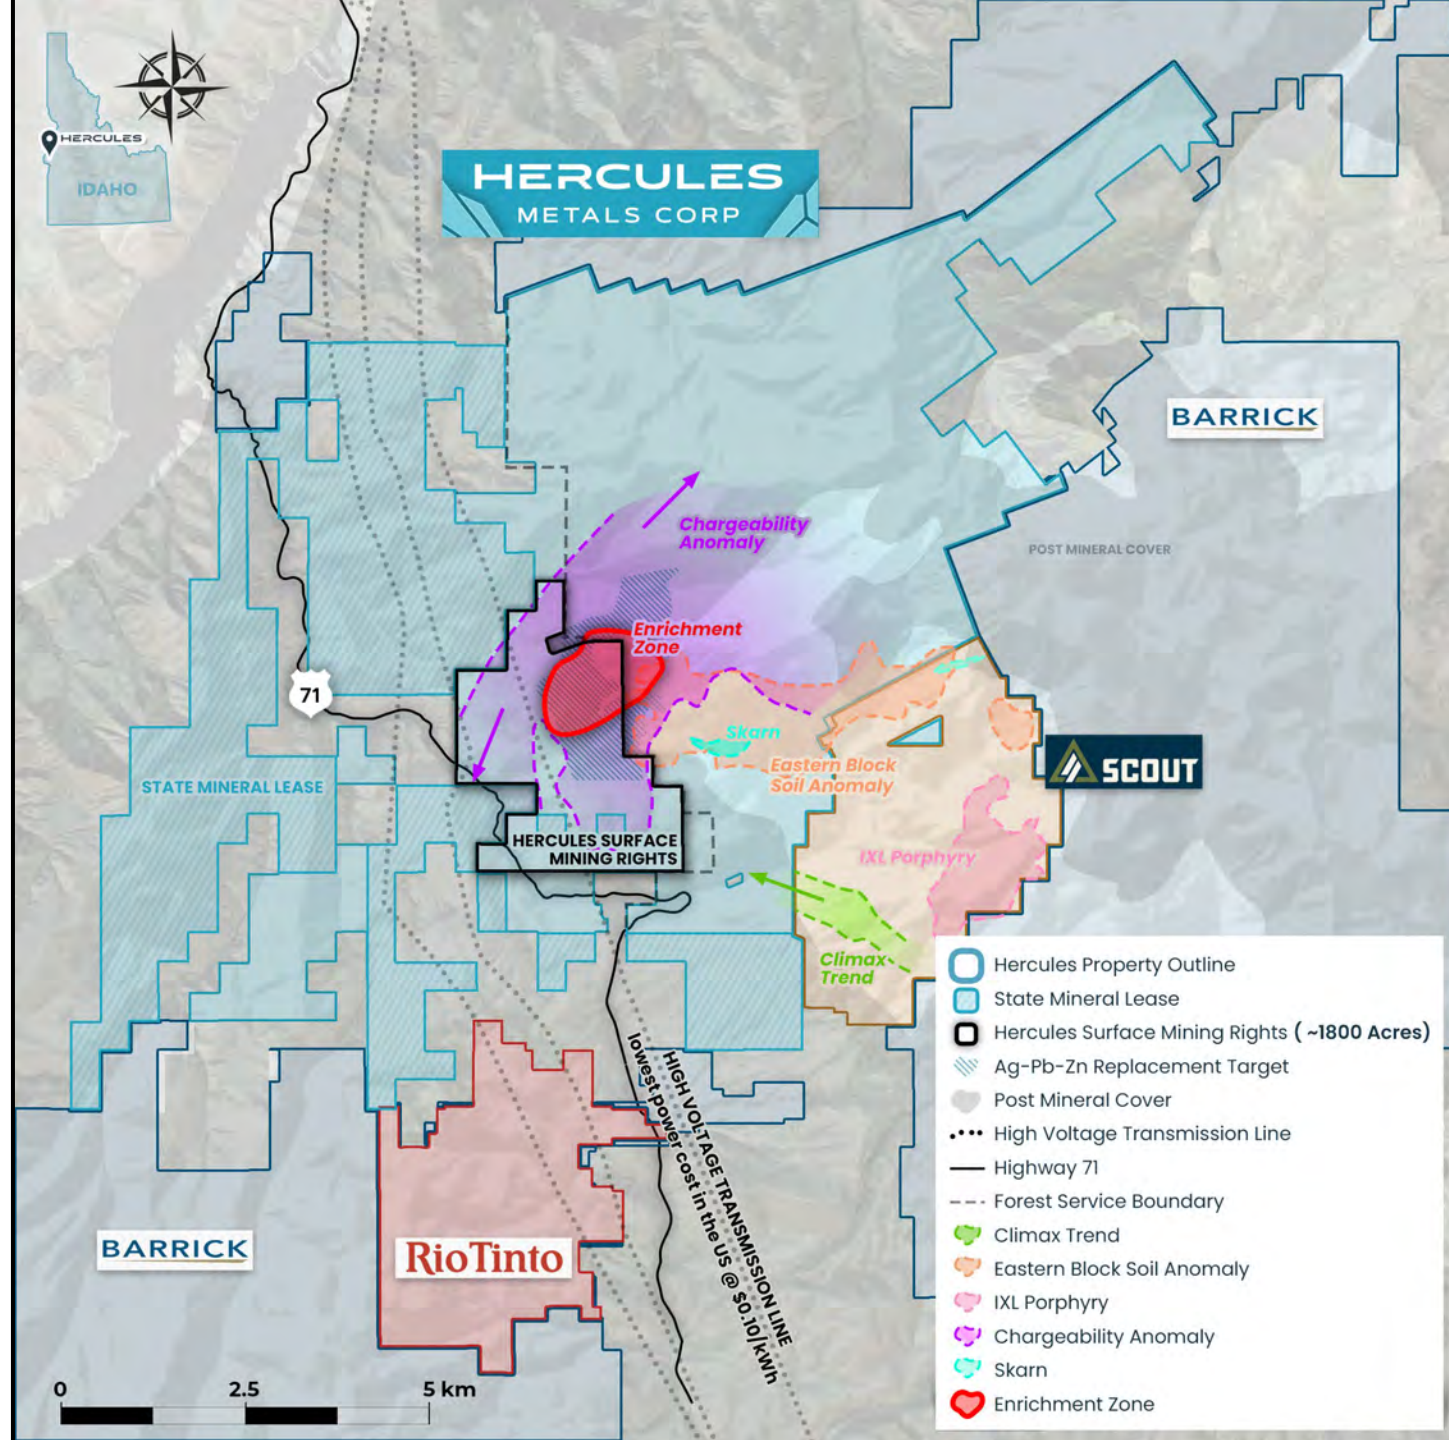 HERCULES
IDAHO
HERCULES
METALS CORP
BARRICK
POST MINERAL COVER
Chargeability
Anomaly
Enrichment
Zone
71
Skarn
Eastern Block
Soil Anomaly
SCOUT
STATE MINERAL LEASE
HERCULES SURFACE
MINING RIGHTS
IXL Porphyry
Climax
Trend
HIGH VOLTAGE TRANSMISSION LINE
lowest power cost in the US @ $0.10/kWh
BARRICK
RioTinto
0 2.5 5 km
Hercules Property Outline
State Mineral Lease
Hercules Surface Mining Rights ( ~1800 Acres)
Ag-Pb-Zn Replacement Target
Post Mineral Cover
High Voltage Transmission Line
Highway 71
Forest Service Boundary
Climax Trend
Eastern Block Soil Anomaly
IXL Porphyry
Chargeability Anomaly
Skarn
Enrichment Zone